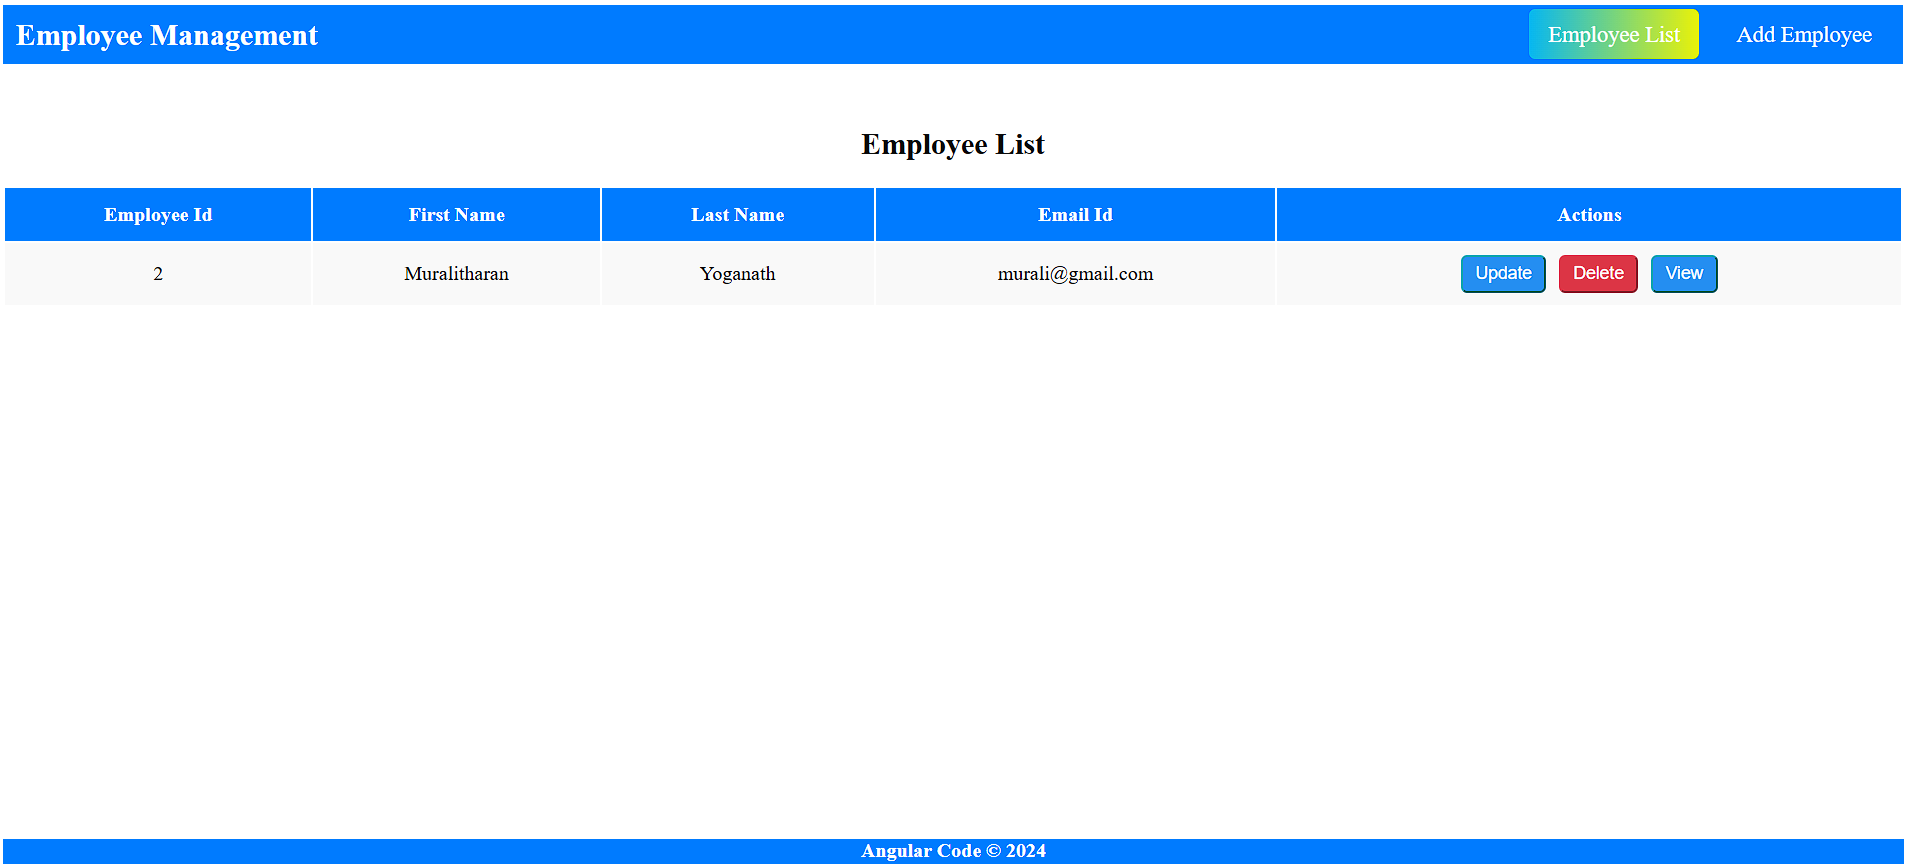 Employee Management Employee List Add Employee
Employee List
Employee Id First Name Last Name Email Id Actions
2 Muralitharan Yoganath murali@gmail.com Update Delete View
Angular Code © 2024